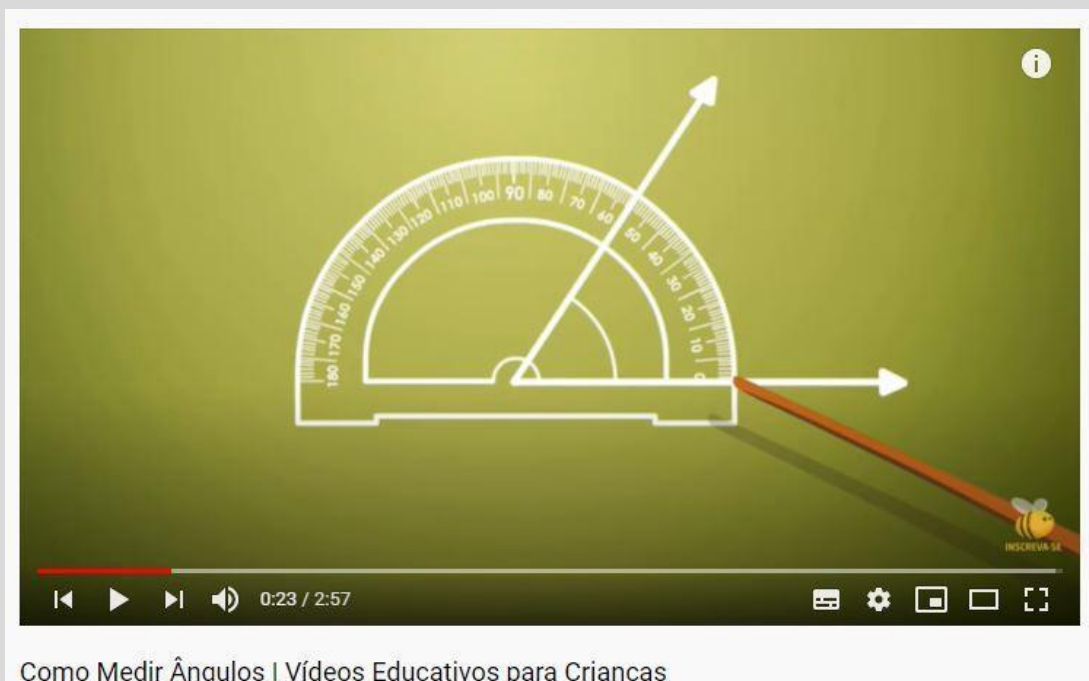 180 170 160 150 140 130 120 110 100 90 80 70 60 50 40 30 20 10 0
INSCREVA-SE
0:23 / 2:57
Como Medir Ângulos | Vídeos Educativos para Crianças